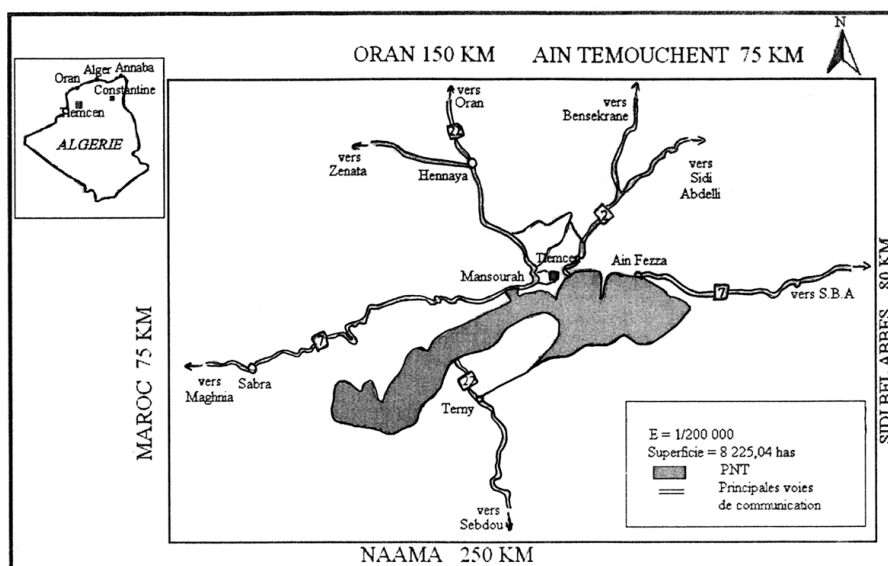 N
ORAN 150 KM AIN TEMOUCHENT 75 KM
Alger Annaba
Oran
Constantine
Tlemcen
ALGERIE
vers
Oran
22
vers
Zenata
Hennaya
vers
Bensekrane
vers
Sidi
Abdelli
2
Tlemcen
Ain Fezza
Mansourah
7
vers S.B.A
7
vers
Maghnia
Sabra
22
Terny
vers
Sebdou
MAROC 75 KM
SIDI BEL ABBES 80 KM
E = 1/200 000
Superficie = 8 225,04 has
PNT
Principales voies
de communication
NAAMA 250 KM